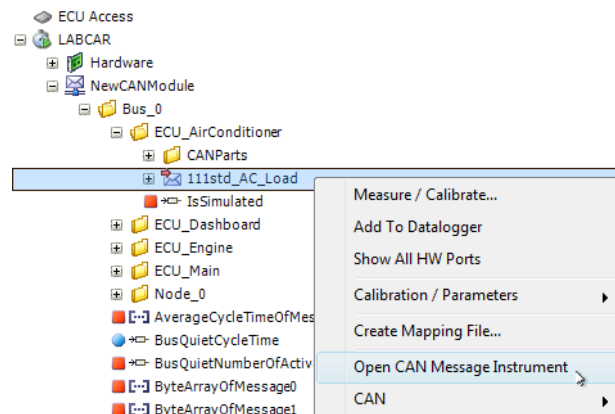 ECU Access
LABCAR
Hardware
NewCANModule
Bus_0
ECU_AirConditioner
CANParts
111std_AC_Load
IsSimulated
ECU_Dashboard
ECU_Engine
ECU_Main
Node_0
AverageCycleTimeOfMes
BusQuietCycleTime
BusQuietNumberOfActiv
ByteArrayOfMessage0
ByteArrayOfMessage1
Measure / Calibrate...
Add To Datalogger
Show All HW Ports
Calibration / Parameters
Create Mapping File...
Open CAN Message Instrument
CAN